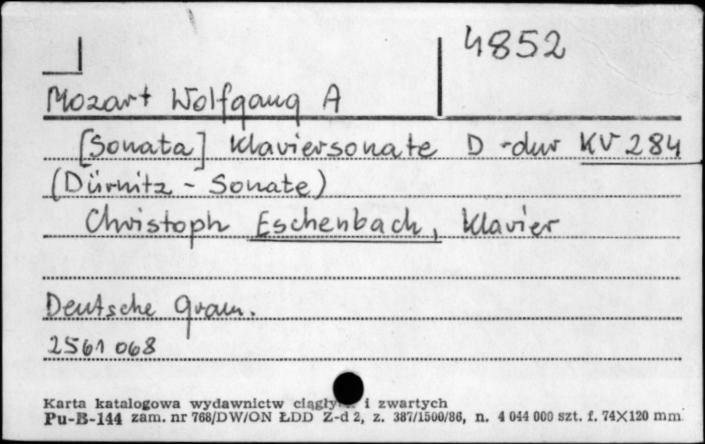 4852
Mozart Wolfgang A
[Sonata] Klaviersonate D-dur KV 284
(Dürnitz - Sonate)
Christoph Eschenbach, Klavier
Deutsche Gram.
2561 068
Karta katalogowa wydawnictw i zwartych
Pu-B-144 zam. nr 768/DW/ON ŁDD Z-d 2, z. 387/1500/86, n. 4 044 000 szt. f. 74×120 mm